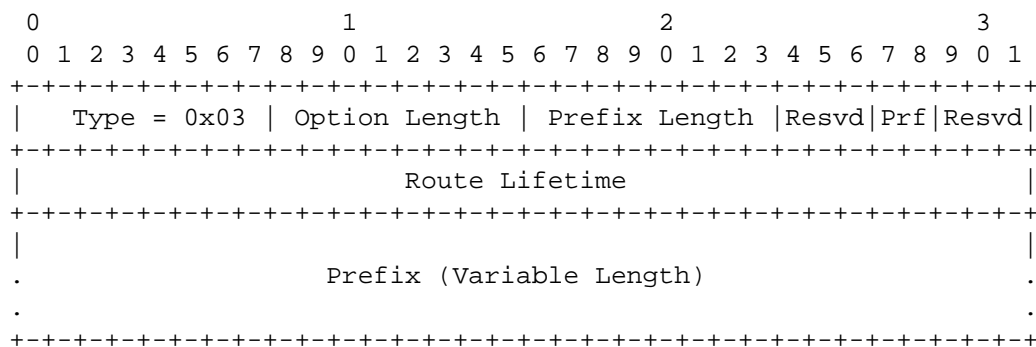 0                   1                   2                   3
 0 1 2 3 4 5 6 7 8 9 0 1 2 3 4 5 6 7 8 9 0 1 2 3 4 5 6 7 8 9 0 1
+-+-+-+-+-+-+-+-+-+-+-+-+-+-+-+-+-+-+-+-+-+-+-+-+-+-+-+-+-+-+-+-+
|   Type = 0x03 | Option Length | Prefix Length |Resvd|Prf|Resvd|
+-+-+-+-+-+-+-+-+-+-+-+-+-+-+-+-+-+-+-+-+-+-+-+-+-+-+-+-+-+-+-+-+
|                        Route Lifetime                         |
+-+-+-+-+-+-+-+-+-+-+-+-+-+-+-+-+-+-+-+-+-+-+-+-+-+-+-+-+-+-+-+-+
|                                                               |
.                   Prefix (Variable Length)                    .
.                                                               .
+-+-+-+-+-+-+-+-+-+-+-+-+-+-+-+-+-+-+-+-+-+-+-+-+-+-+-+-+-+-+-+-+